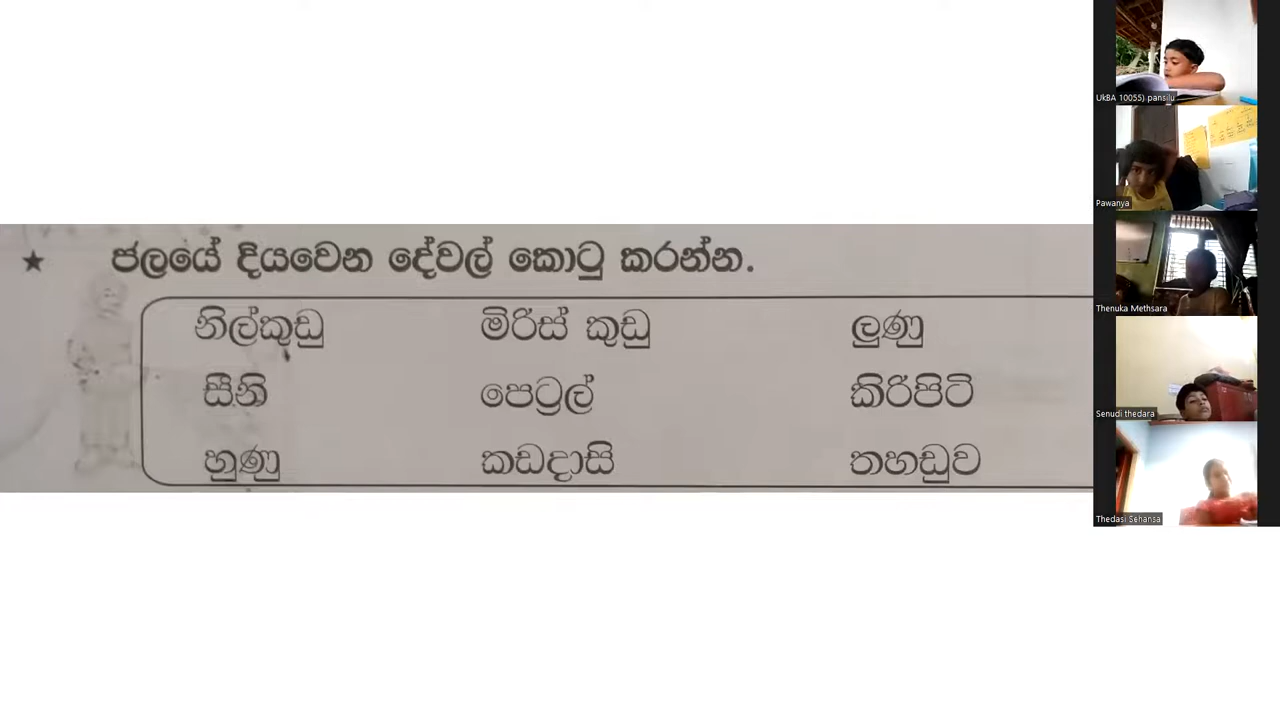 ★ ජලයේ දියවෙන දේවල් කොටු කරන්න.
නිල්කුඩු මිරිස් කුඩු ලුණු
සීනි පෙට්‍රල් කිරිපිටි
හුණු කඩදාසි තහඩුව
UkBA 10055) pansilu
Pawanya
Thenuka Methsara
Senudi thedara
Thedasi Sehansa